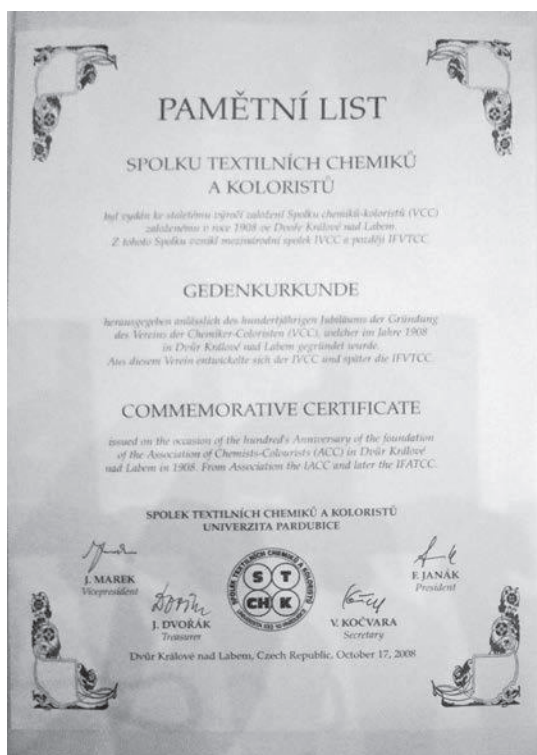 PAMĚTNÍ LIST
SPOLKU TEXTILNÍCH CHEMIKŮ
A KOLORISTŮ
byl vydán ke stoletému výročí založení Spolku chemiků-koloristů (VCC)
založenému v roce 1908 ve Dvoře Králové nad Labem.
Z tohoto Spolku vznikl mezinárodní spolek IVCC a později IFVTCC.
GEDENKURKUNDE
herausgegeben anlässlich des hundertjährigen Jubiläums der Gründung
des Vereins der Chemiker-Coloristen (VCC), welcher im Jahre 1908
in Dvůr Králové nad Labem gegründet wurde.
Aus diesem Verein entwickelte sich der IVCC und später die IFVTCC.
COMMEMORATIVE CERTIFICATE
issued on the occasion of the hundred's Anniversary of the foundation
of the Association of Chemists-Colourists (ACC) in Dvůr Králové
nad Labem in 1908. From Association the IACC and later the IFATCC.
SPOLEK TEXTILNÍCH CHEMIKŮ A KOLORISTŮ
UNIVERZITA PARDUBICE
J. MAREK
Vicepresident
J. DVOŘÁK
Treasurer
SPOLEK TEXTILNÍCH CHEMIKŮ A KOLORISTŮ
S T
CH K
V. KOČVARA
Secretary
F. JANÁK
President
Dvůr Králové nad Labem, Czech Republic, October 17, 2008